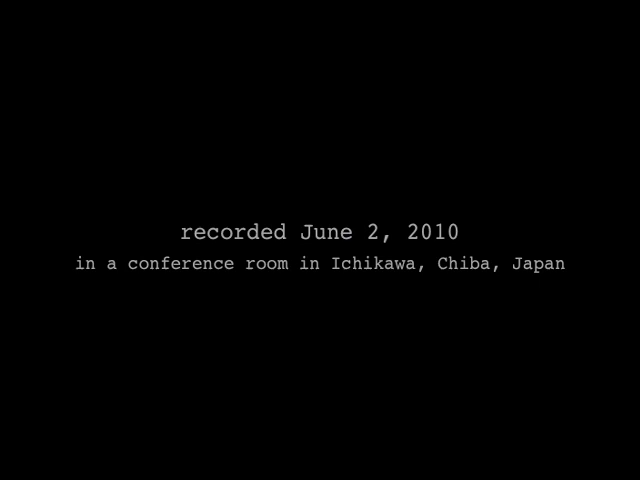 recorded June 2, 2010
in a conference room in Ichikawa, Chiba, Japan